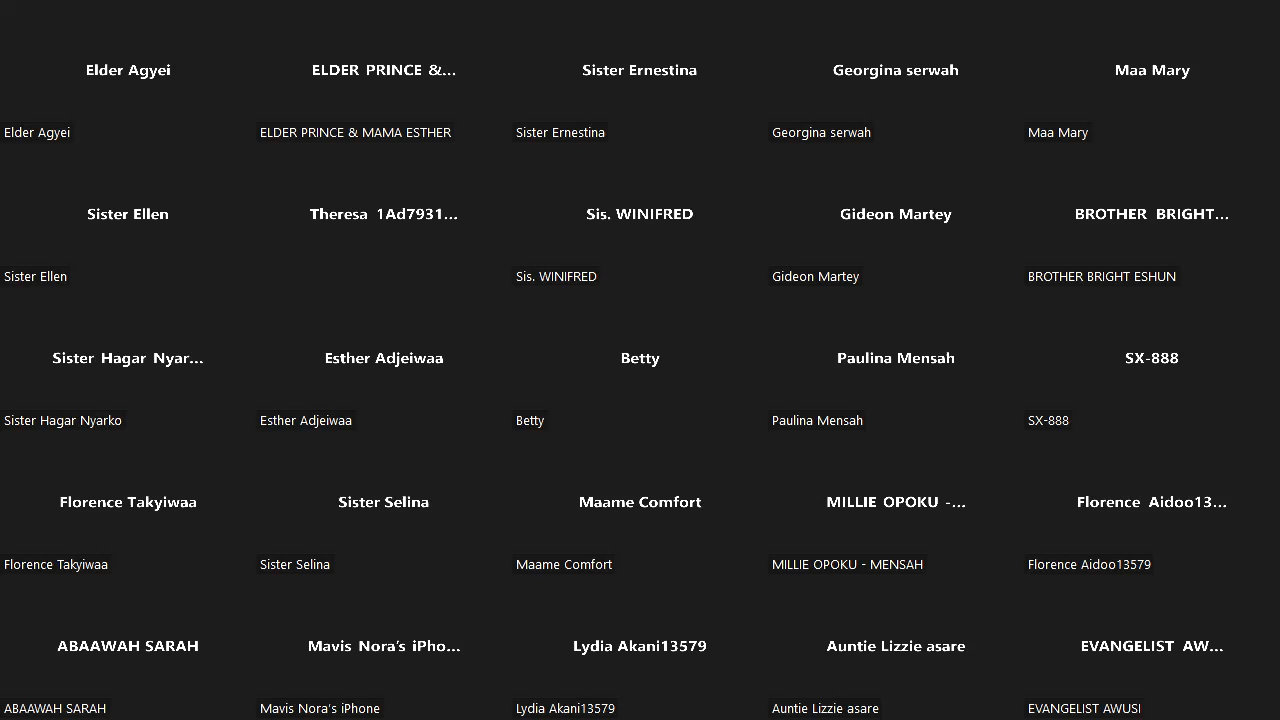 Elder Agyei
ELDER PRINCE &...
Sister Ernestina
Georgina serwah
Maa Mary
Elder Agyei
ELDER PRINCE & MAMA ESTHER
Sister Ernestina
Georgina serwah
Maa Mary
Sister Ellen
Theresa 1Ad7931...
Sis. WINIFRED
Gideon Martey
BROTHER BRIGHT...
Sister Ellen
Sis. WINIFRED
Gideon Martey
BROTHER BRIGHT ESHUN
Sister Hagar Nyar...
Esther Adjeiwaa
Betty
Paulina Mensah
SX-888
Sister Hagar Nyarko
Esther Adjeiwaa
Betty
Paulina Mensah
SX-888
Florence Takyiwaa
Sister Selina
Maame Comfort
MILLIE OPOKU -...
Florence Aidoo13...
Florence Takyiwaa
Sister Selina
Maame Comfort
MILLIE OPOKU - MENSAH
Florence Aidoo13579
ABAAWAH SARAH
Mavis Nora's iPho...
Lydia Akani13579
Auntie Lizzie asare
EVANGELIST AW...
ABAAWAH SARAH
Mavis Nora's iPhone
Lydia Akani13579
Auntie Lizzie asare
EVANGELIST AWUSI